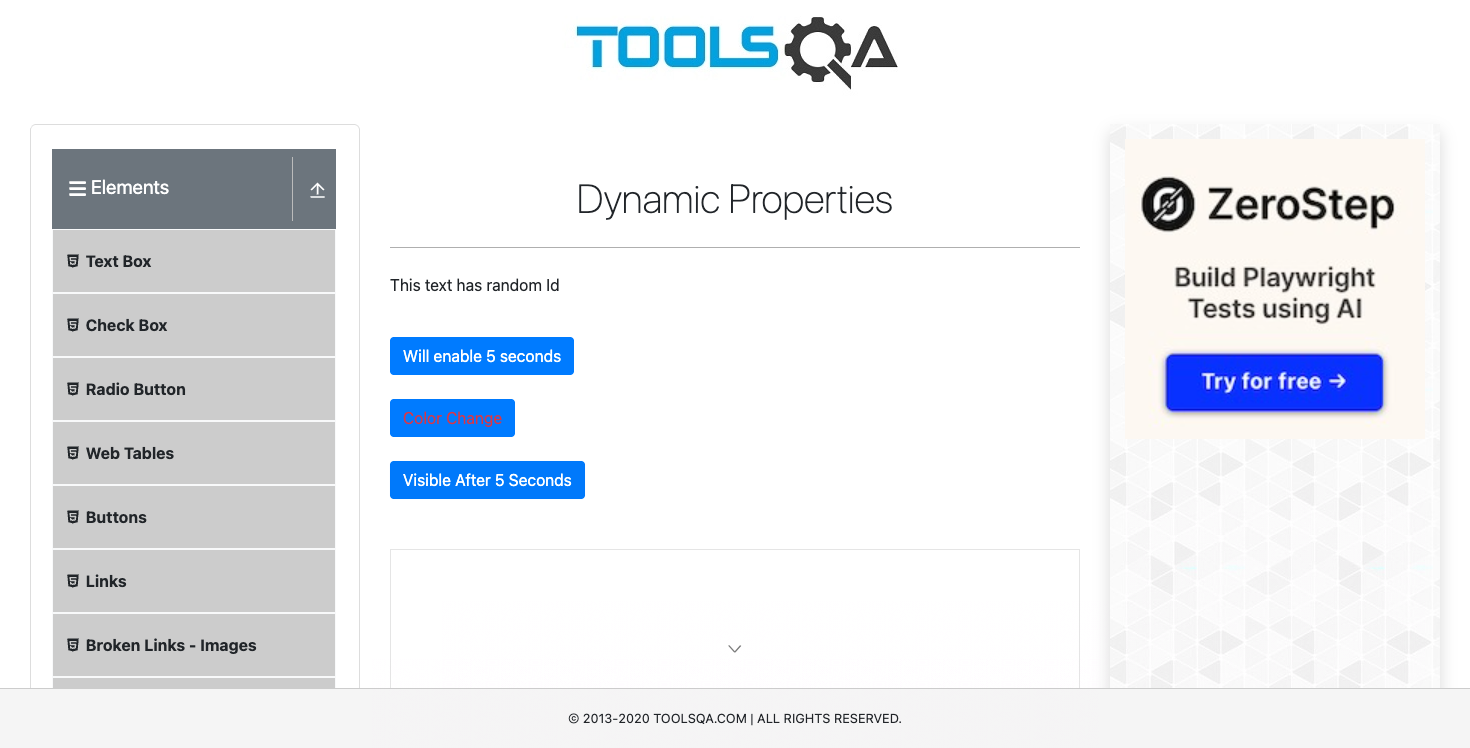 TOOLSQA
Elements
Text Box
Check Box
Radio Button
Web Tables
Buttons
Links
Broken Links - Images
Dynamic Properties
This text has random Id
Will enable 5 seconds
Color Change
Visible After 5 Seconds
ZeroStep
Build Playwright
Tests using AI
Try for free →
© 2013-2020 TOOLSQA.COM | ALL RIGHTS RESERVED.